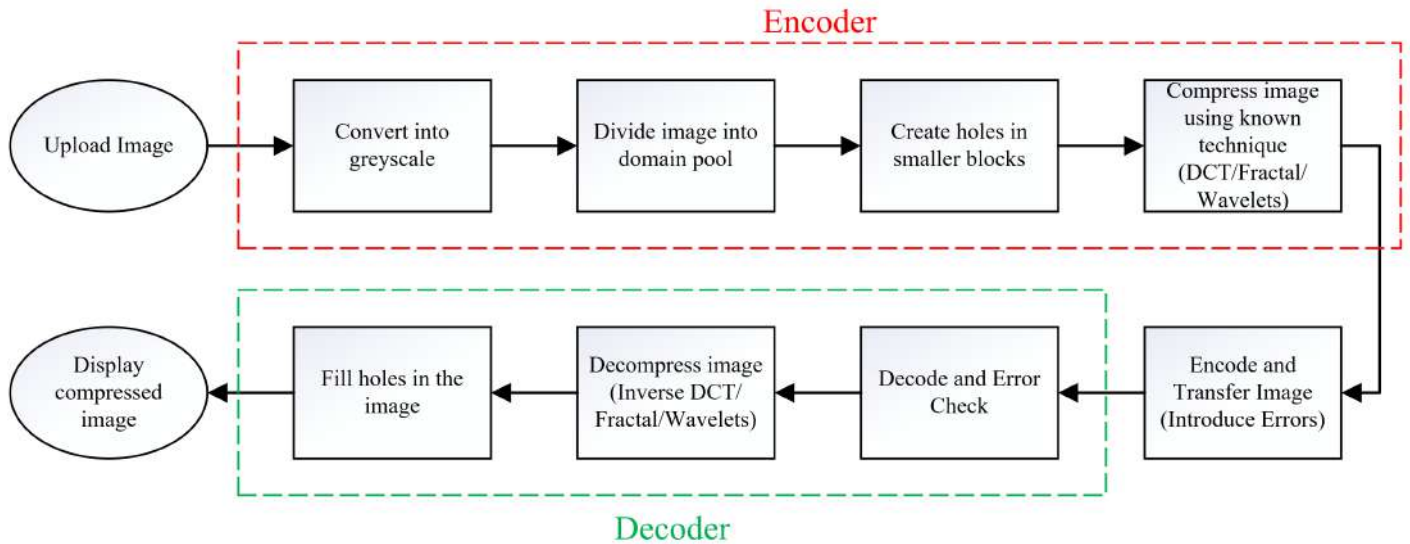 Encoder
Upload Image
Convert into
greyscale
Divide image into
domain pool
Create holes in
smaller blocks
Compress image
using known
technique
(DCT/Fractal/
Wavelets)
Display
compressed
image
Fill holes in the
image
Decompress image
(Inverse DCT/
Fractal/Wavelets)
Decode and Error
Check
Encode and
Transfer Image
(Introduce Errors)
Decoder